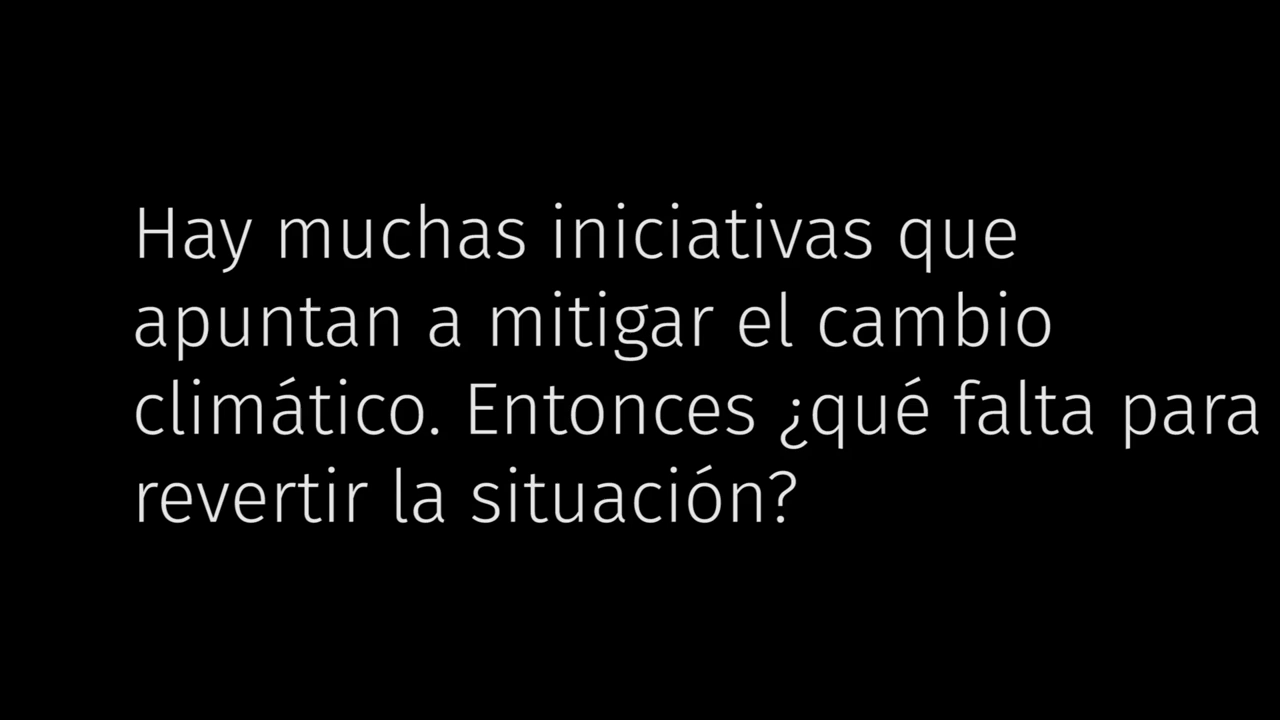 Hay muchas iniciativas que
apuntan a mitigar el cambio
climático. Entonces ¿qué falta para
revertir la situación?